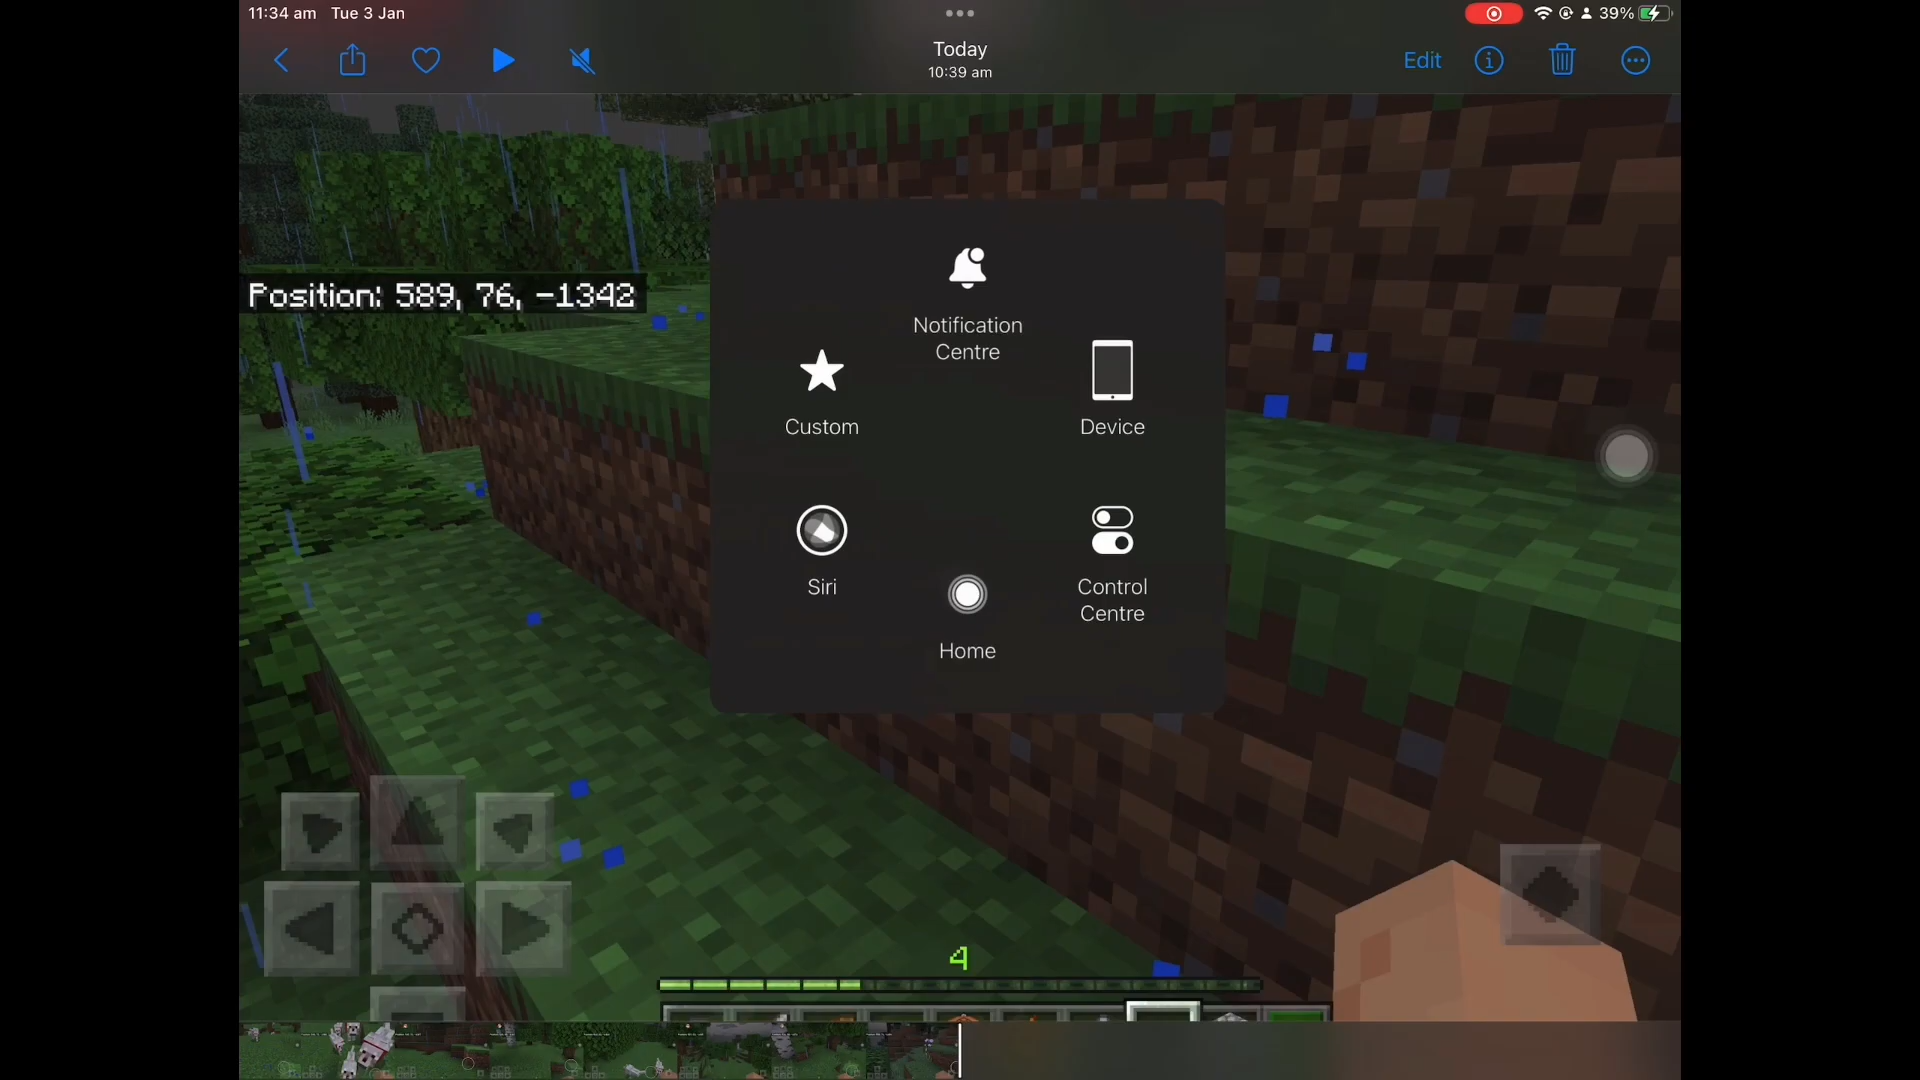 11:34 am Tue 3 Jan
39%
Today
10:39 am
Edit
Position: 589, 76, -1342
Notification
Centre
Custom
Device
Siri
Control
Centre
Home
4